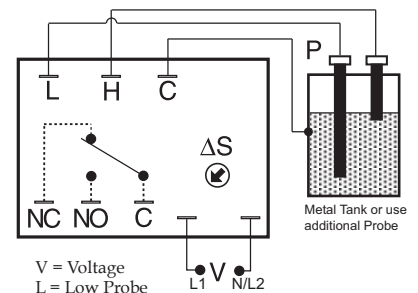 P
L H C
ΔS
NC NO C
Metal Tank or use
additional Probe
L1 V N/L2
V = Voltage
L = Low Probe